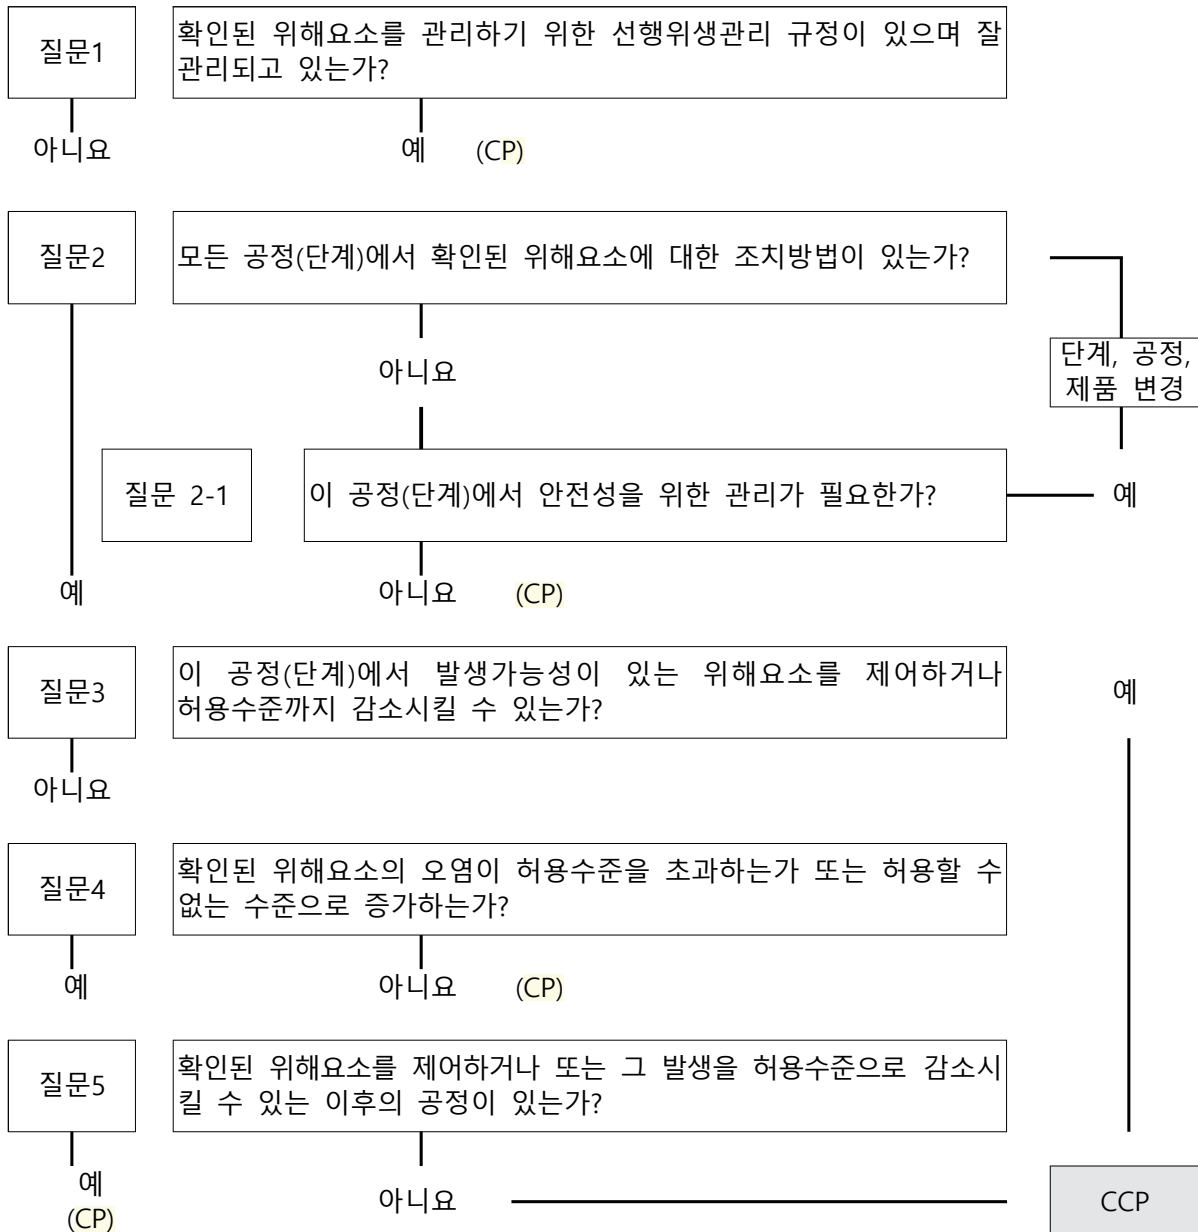 질문1
확인된 위해요소를 관리하기 위한 선행위생관리 규정이 있으며 잘
관리되고 있는가?
아니요
예 (CP)
질문2
모든 공정(단계)에서 확인된 위해요소에 대한 조치방법이 있는가?
아니요
단계, 공정,
제품 변경
질문 2-1
이 공정(단계)에서 안전성을 위한 관리가 필요한가?
예
예
아니요 (CP)
질문3
이 공정(단계)에서 발생가능성이 있는 위해요소를 제어하거나
허용수준까지 감소시킬 수 있는가?
예
아니요
질문4
확인된 위해요소의 오염이 허용수준을 초과하는가 또는 허용할 수
없는 수준으로 증가하는가?
예
아니요 (CP)
질문5
확인된 위해요소를 제어하거나 또는 그 발생을 허용수준으로 감소시
킬 수 있는 이후의 공정이 있는가?
예
(CP)
아니요
CCP